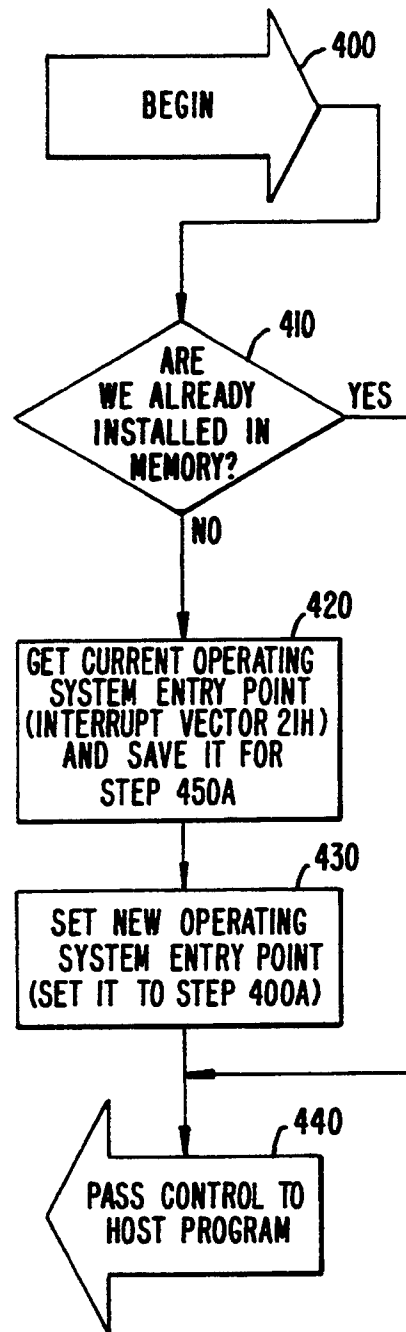 400
BEGIN
410
ARE
WE ALREADY
INSTALLED IN
MEMORY?
YES
NO
420
GET CURRENT OPERATING
SYSTEM ENTRY POINT
(INTERRUPT VECTOR 21H)
AND SAVE IT FOR
STEP 450A
430
SET NEW OPERATING
SYSTEM ENTRY POINT
(SET IT TO STEP 400A)
440
PASS CONTROL TO
HOST PROGRAM